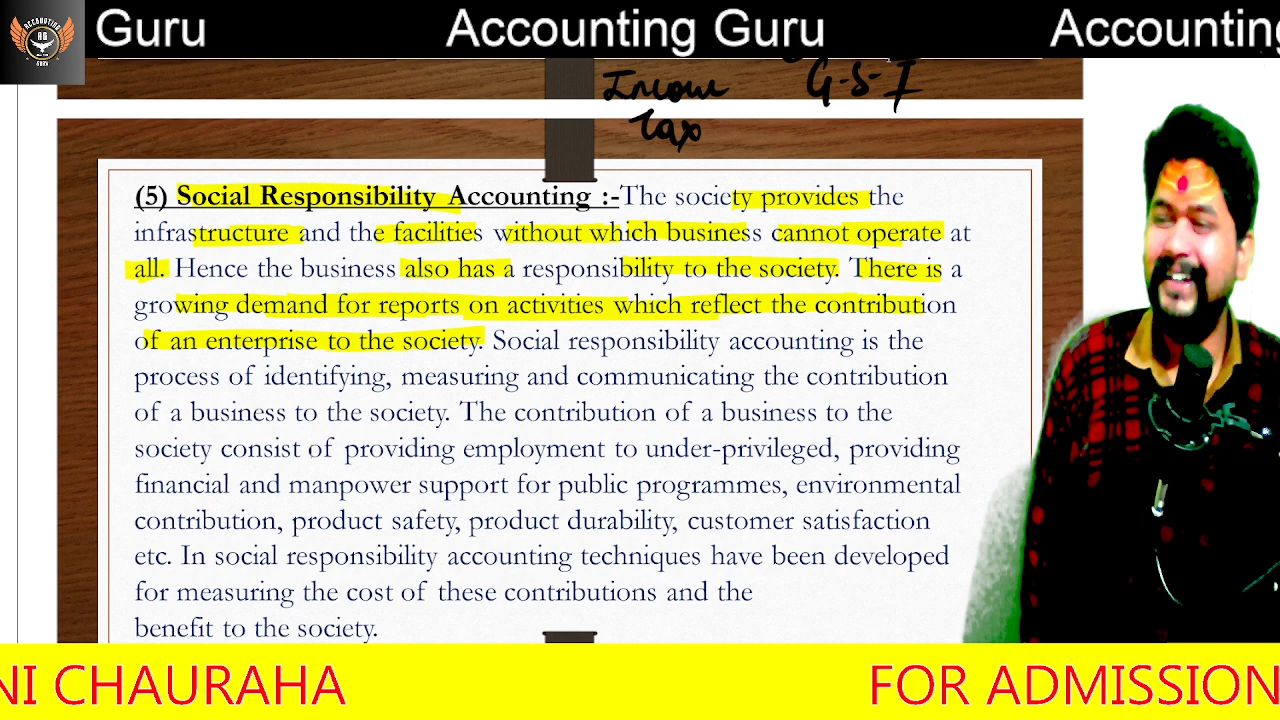 Guru Accounting Guru Accounting
ACCOUNTING
AG
GURU
Income G-S-T
Tax
(5) Social Responsibility Accounting :-The society provides the
infrastructure and the facilities without which business cannot operate at
all. Hence the business also has a responsibility to the society. There is a
growing demand for reports on activities which reflect the contribution
of an enterprise to the society. Social responsibility accounting is the
process of identifying, measuring and communicating the contribution
of a business to the society. The contribution of a business to the
society consist of providing employment to under-privileged, providing
financial and manpower support for public programmes, environmental
contribution, product safety, product durability, customer satisfaction
etc. In social responsibility accounting techniques have been developed
for measuring the cost of these contributions and the
benefit to the society.
NI CHAURAHA FOR ADMISSION